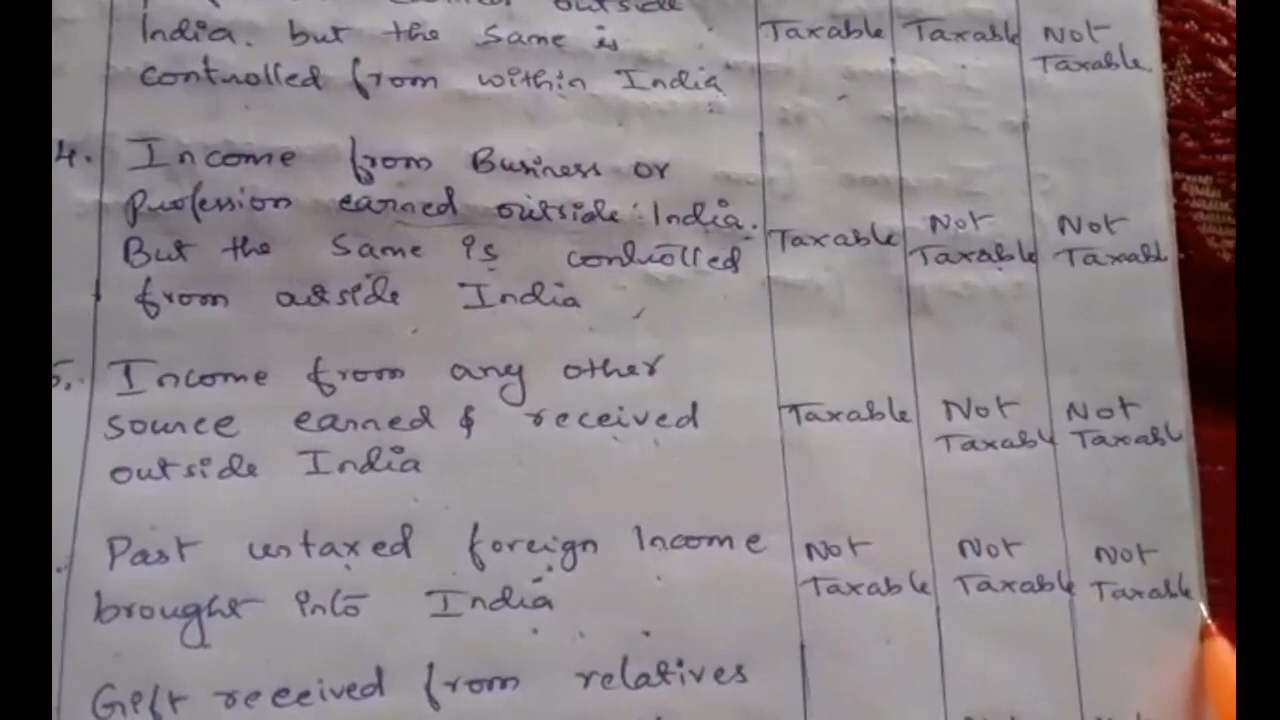 outside
India. but the same is
controlled from within India
Taxable Taxable Not Taxable
4. Income from Business or
Profession earned outside India.
But the same is controlled
from outside India
Taxable Not Taxable Not Taxabl
5. Income from any other
source earned & received
outside India
Taxable Not Taxable Not Taxabl
Past untaxed foreign Income
brought into India
Not Taxable Not Taxable Not Taxable
Gift received from relatives